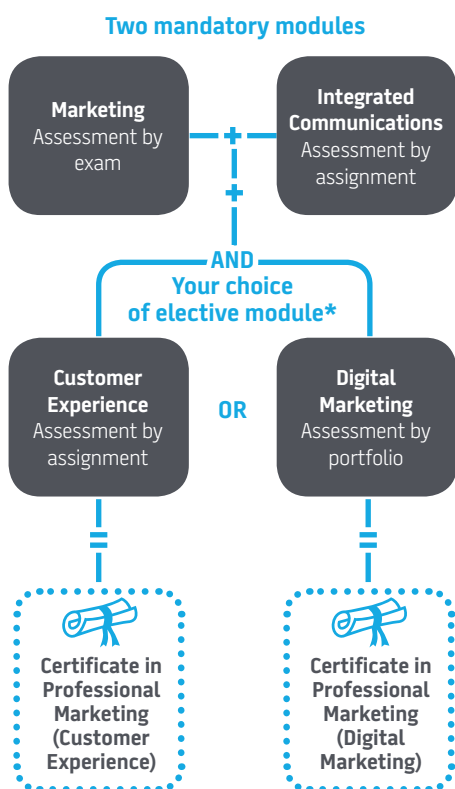 Two mandatory modules
Marketing
Assessment by
exam
+
Integrated
Communications
Assessment by
assignment
+
AND
Your choice
of elective module*
Customer
Experience
Assessment by
assignment
OR
Digital
Marketing
Assessment by
portfolio
=
=
Certificate in
Professional
Marketing
(Customer
Experience)
Certificate in
Professional
Marketing
(Digital
Marketing)